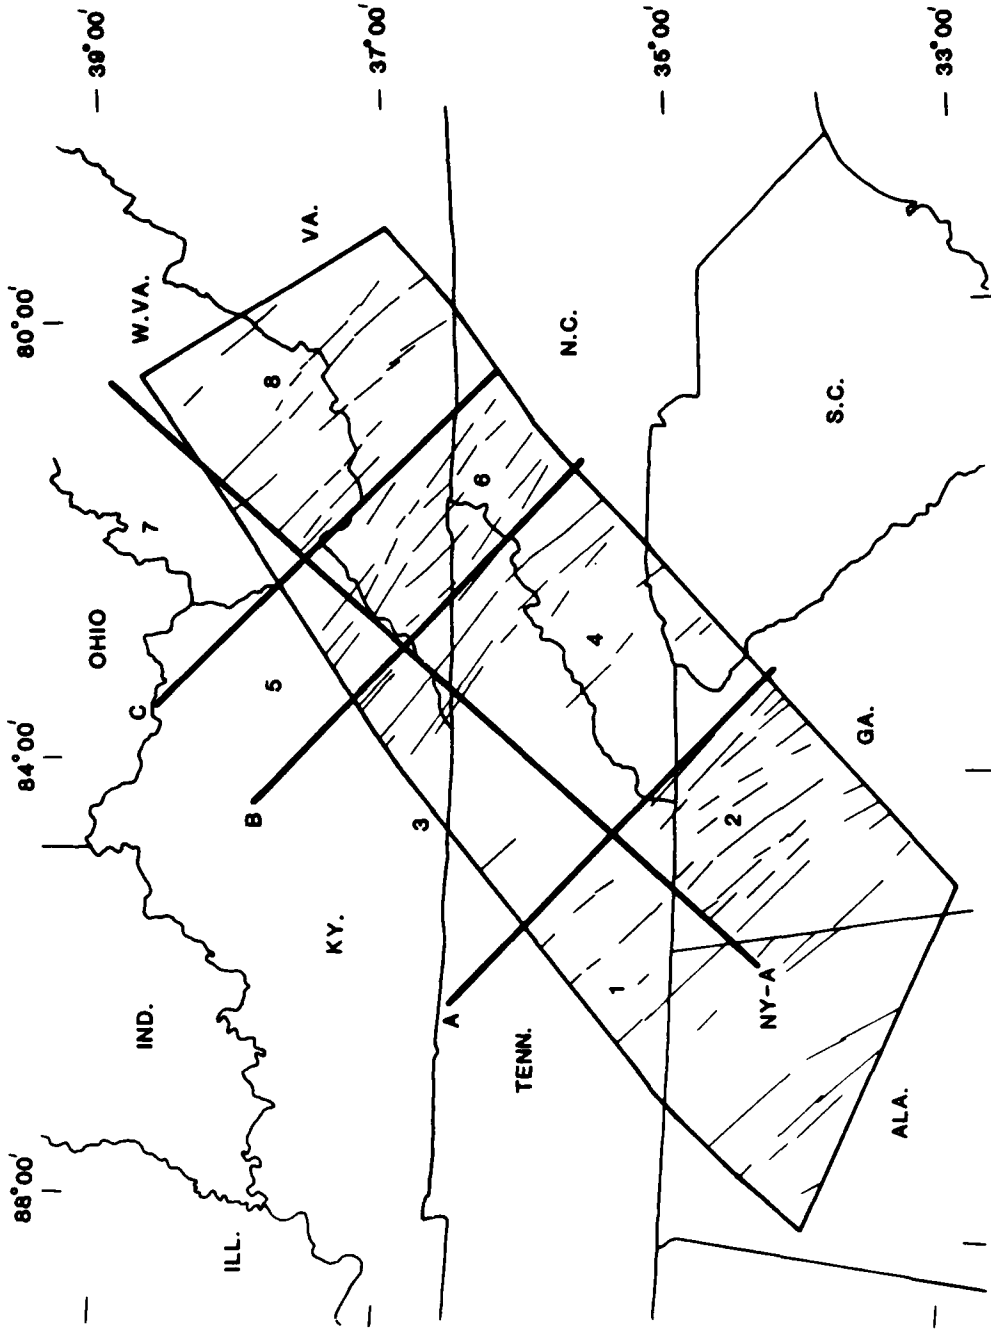 88°00'
84°00'
80°00'
39°00'
37°00'
35°00'
33°00'
ILL.
IND.
OHIO
W.VA.
VA.
KY.
TENN.
N.C.
S.C.
GA.
ALA.
A
B
C
NY-A
1
2
3
4
5
6
7
8